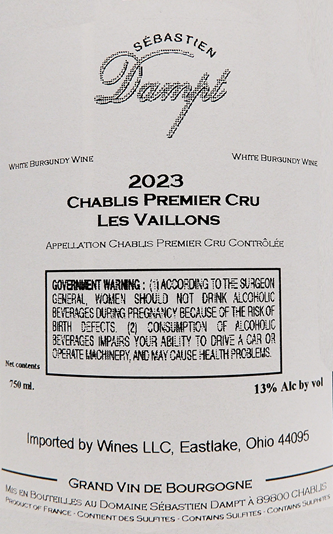 SÉBASTIEN
Dampt
WHITE BURGUNDY WINE WHITE BURGUNDY WINE
2023
CHABLIS PREMIER CRU
LES VAILLONS
APPELLATION CHABLIS PREMIER CRU CONTRÔLÉE
GOVERNMENT WARNING : (1) ACCORDING TO THE SURGEON
GENERAL, WOMEN SHOULD NOT DRINK ALCOHOLIC
BEVERAGES DURING PREGNANCY BECAUSE OF THE RISK OF
BIRTH DEFECTS. (2) CONSUMPTION OF ALCOHOLIC
BEVERAGES IMPAIRS YOUR ABILITY TO DRIVE A CAR OR
OPERATE MACHINERY, AND MAY CAUSE HEALTH PROBLEMS.
Net contents
750 ml. 13% Alc by vol
Imported by Wines LLC, Eastlake, Ohio 44095
GRAND VIN DE BOURGOGNE
MIS EN BOUTEILLES AU DOMAINE SÉBASTIEN DAMPT À 89800 CHABLIS
PRODUCT OF FRANCE - CONTIENT DES SULFITES - CONTAINS SULFITES - CONTAINS SULPHITES